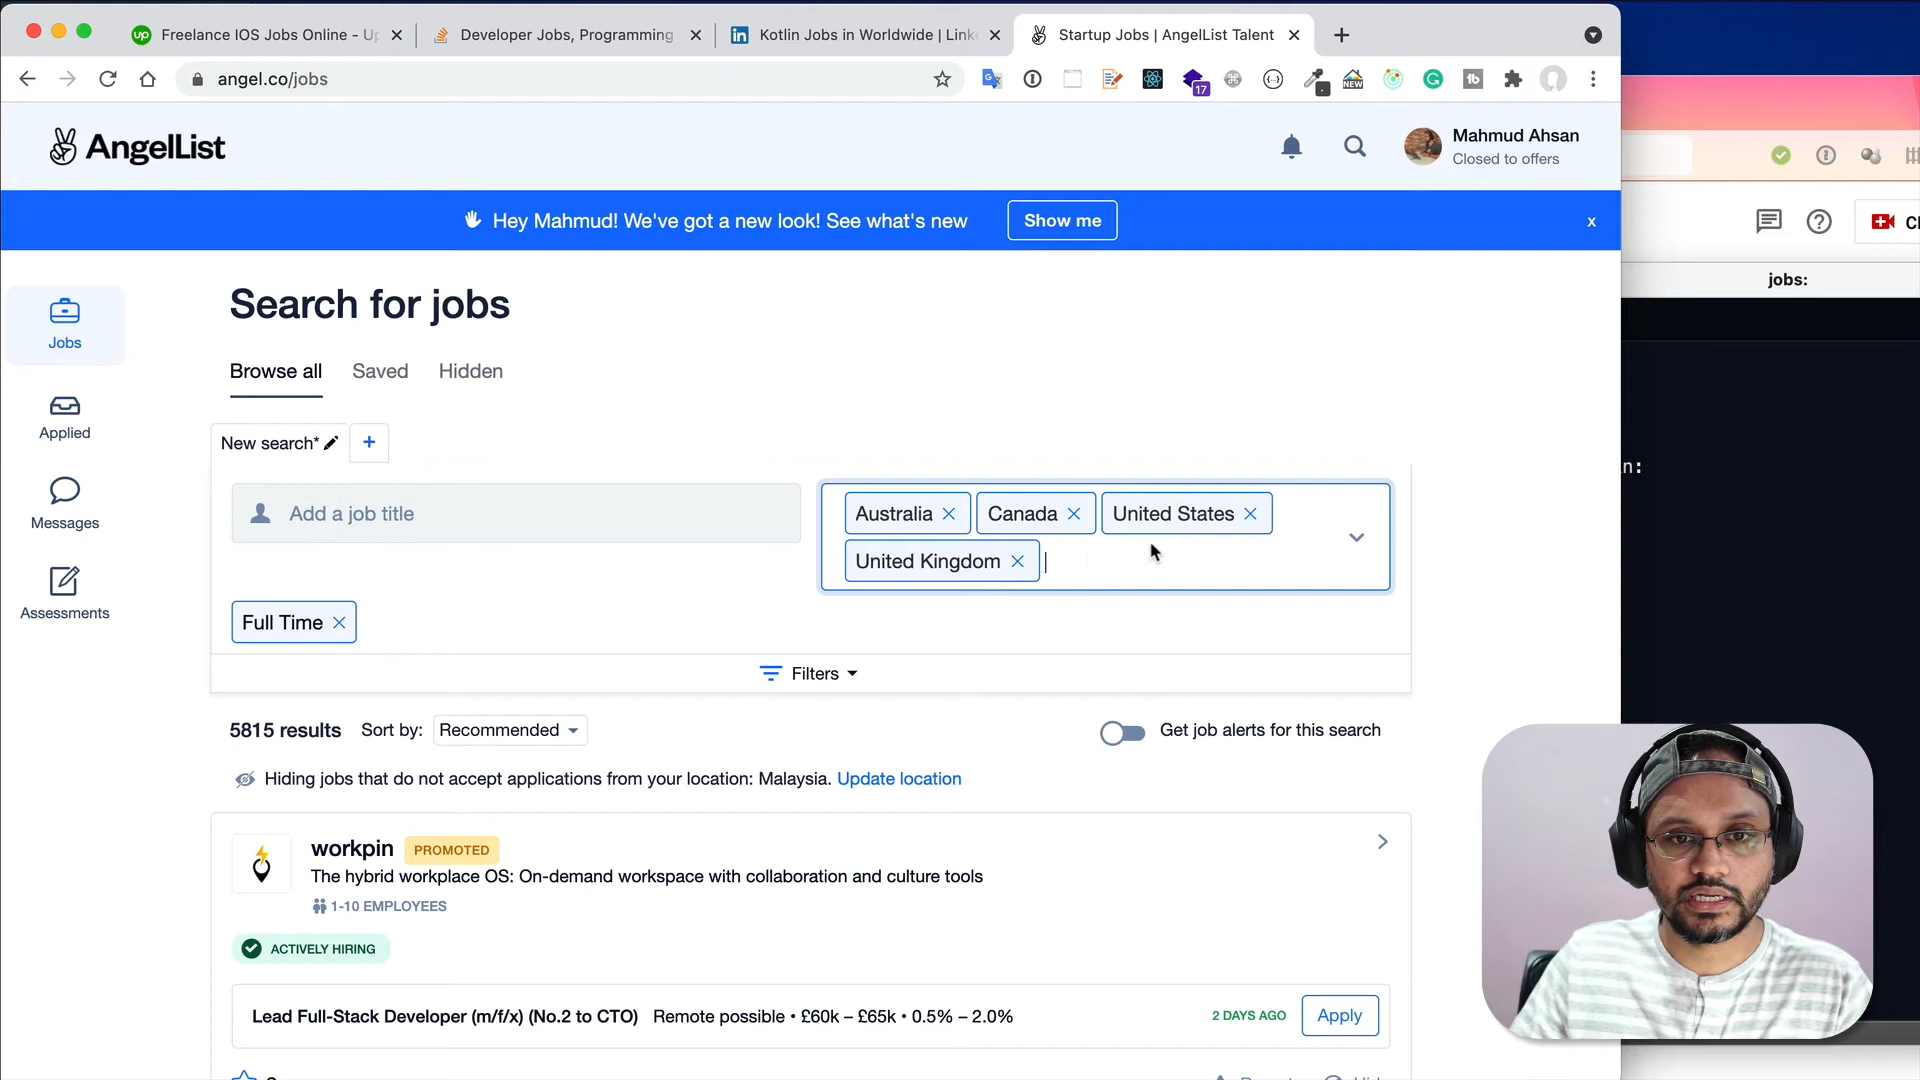 Freelance IOS Jobs Online - Up
Developer Jobs, Programming
Kotlin Jobs in Worldwide | Link
Startup Jobs | AngelList Talent
angel.co/jobs
17
NEW
tb
AngelList
Mahmud Ahsan
Closed to offers
Hey Mahmud! We've got a new look! See what's new
Show me
x
jobs:
Jobs
Applied
Messages
Assessments
Search for jobs
Browse all
Saved
Hidden
New search*
+
n:
Add a job title
Australia
Canada
United States
United Kingdom
Full Time
Filters
5815 results
Sort by:
Recommended
Get job alerts for this search
Hiding jobs that do not accept applications from your location: Malaysia. Update location
workpin
PROMOTED
The hybrid workplace OS: On-demand workspace with collaboration and culture tools
1-10 EMPLOYEES
ACTIVELY HIRING
Lead Full-Stack Developer (m/f/x) (No.2 to CTO)
Remote possible • £60k – £65k • 0.5% – 2.0%
2 DAYS AGO
Apply